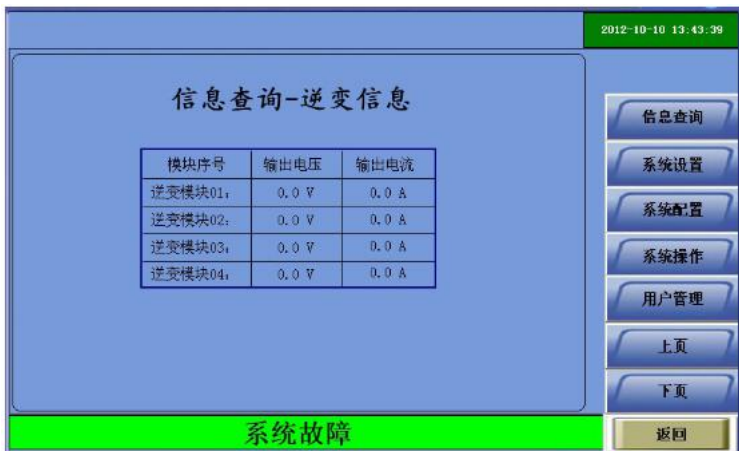 2012-10-10 13:43:39
信息查询-逆变信息
模块序号 输出电压 输出电流
逆变模块01: 0.0 V 0.0 A
逆变模块02: 0.0 V 0.0 A
逆变模块03: 0.0 V 0.0 A
逆变模块04: 0.0 V 0.0 A
信息查询
系统设置
系统配置
系统操作
用户管理
上页
下页
系统故障
返回